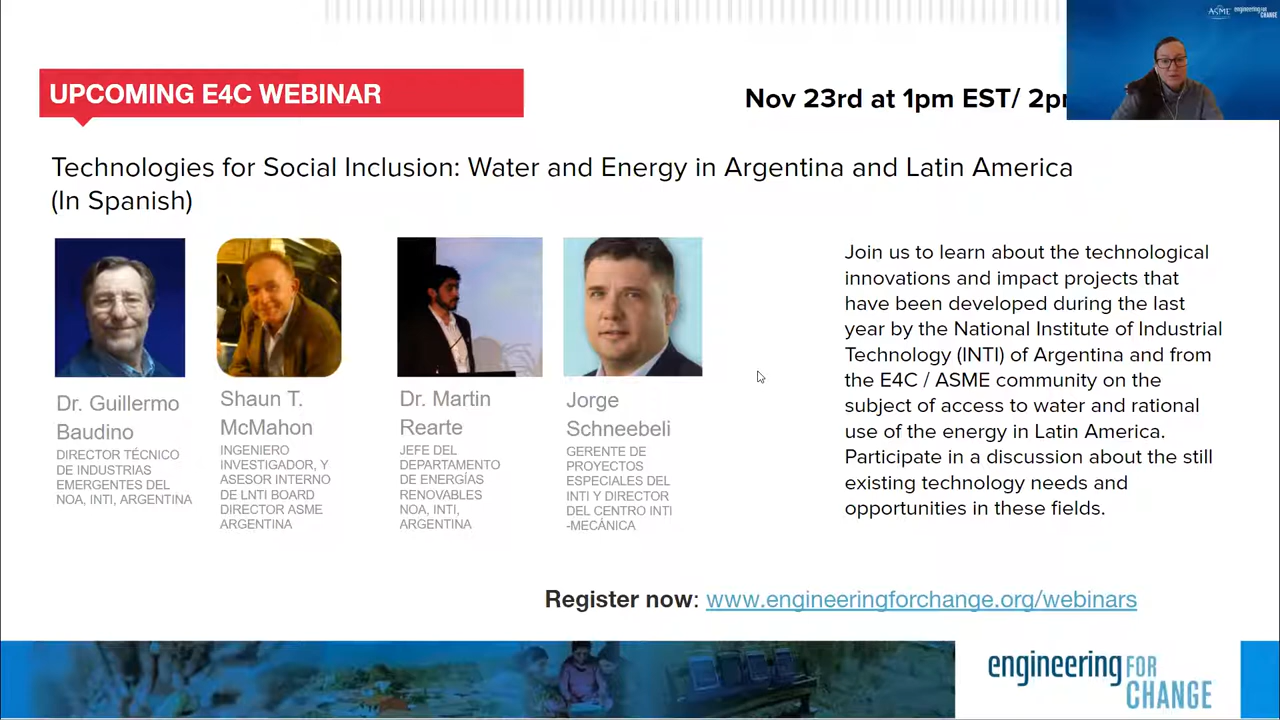 ASME engineering FOR CHANGE
UPCOMING E4C WEBINAR
Nov 23rd at 1pm EST/
Technologies for Social Inclusion: Water and Energy in Argentina and Latin America
(In Spanish)
Dr. Guillermo
Baudino
DIRECTOR TÉCNICO
DE INDUSTRIAS
EMERGENTES DEL
NOA, INTI, ARGENTINA
Shaun T.
McMahon
INGENIERO
INVESTIGADOR, Y
ASESOR INTERNO
DE LNTI BOARD
DIRECTOR ASME
ARGENTINA
Dr. Martin
Rearte
JEFE DEL
DEPARTAMENTO
DE ENERGÍAS
RENOVABLES
NOA, INTI,
ARGENTINA
Jorge
Schneebeli
GERENTE DE
PROYECTOS
ESPECIALES DEL
INTI Y DIRECTOR
DEL CENTRO INTI
-MECÁNICA
Join us to learn about the technological
innovations and impact projects that
have been developed during the last
year by the National Institute of Industrial
Technology (INTI) of Argentina and from
the E4C / ASME community on the
subject of access to water and rational
use of the energy in Latin America.
Participate in a discussion about the still
existing technology needs and
opportunities in these fields.
Register now: www.engineeringforchange.org/webinars
engineering FOR
CHANGE